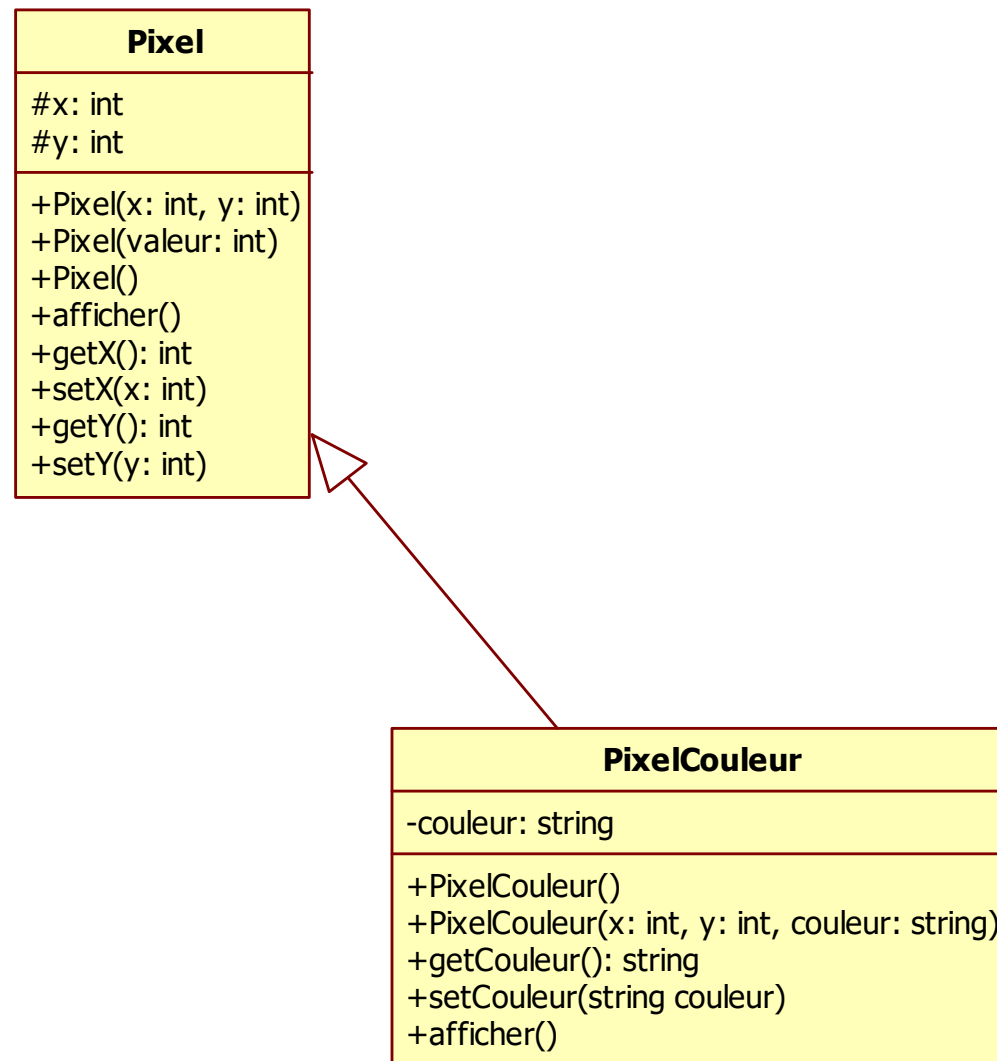 Pixel
#x: int
#y: int
+Pixel(x: int, y: int)
+Pixel(valeur: int)
+Pixel()
+afficher()
+getX(): int
+setX(x: int)
+getY(): int
+setY(y: int)
PixelCouleur
-couleur: string
+PixelCouleur()
+PixelCouleur(x: int, y: int, couleur: string)
+getCouleur(): string
+setCouleur(string couleur)
+afficher()